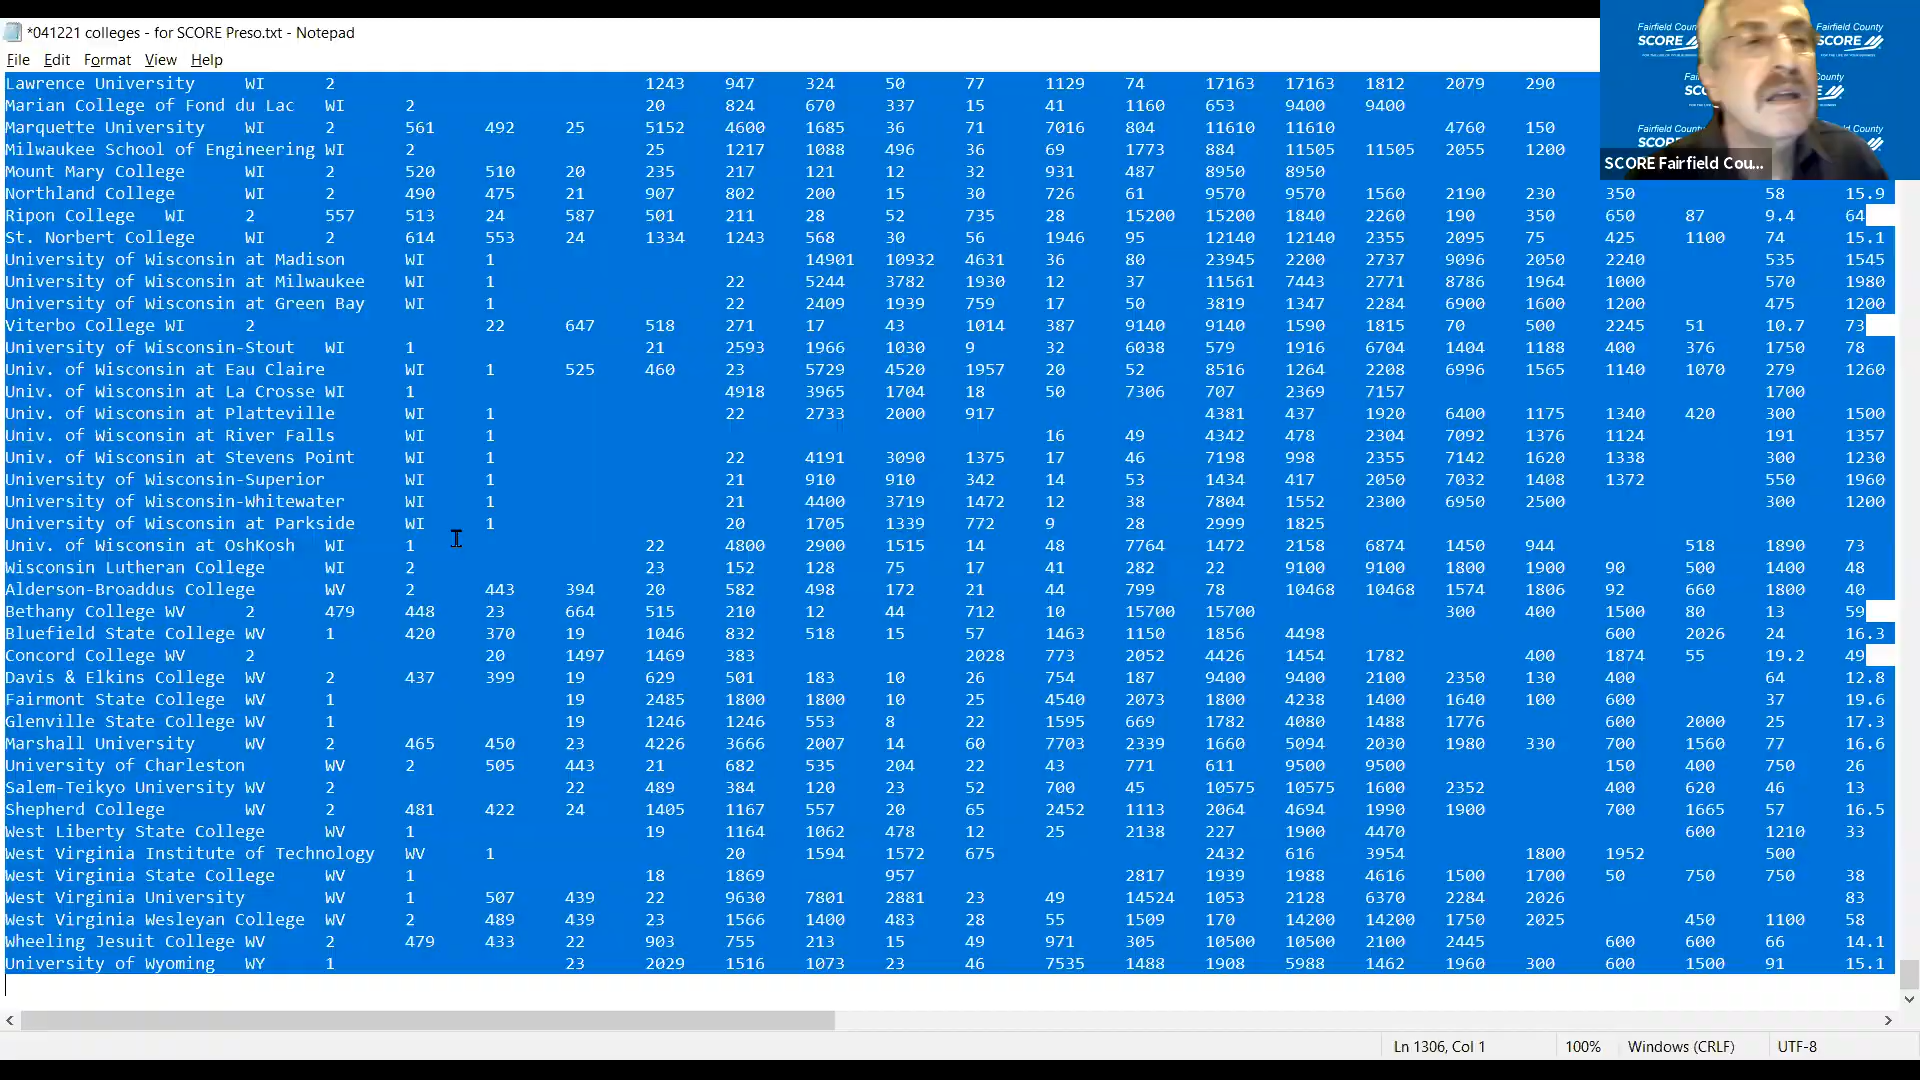 *041221 colleges - for SCORE Preso.txt - Notepad
File Edit Format View Help
Fairfield County Fairfield County
SCORE SCORE
County
Fairfield County County
SCORE Fairfield Cou...
Lawrence University WI 2 1243 947 324 50 77 1129 74 17163 17163 1812 2079 290
Marian College of Fond du Lac WI 2 20 824 670 337 15 41 1160 653 9400 9400
Marquette University WI 2 561 492 25 5152 4600 1685 36 71 7016 804 11610 11610 4760 150
Milwaukee School of Engineering WI 2 25 1217 1088 496 36 69 1773 884 11505 11505 2055 1200
Mount Mary College WI 2 520 510 20 235 217 121 12 32 931 487 8950 8950
Northland College WI 2 490 475 21 907 802 200 15 30 726 61 9570 9570 1560 2190 230 350 58 15.9
Ripon College WI 2 557 513 24 587 501 211 28 52 735 28 15200 15200 1840 2260 190 350 650 87 9.4 64
St. Norbert College WI 2 614 553 24 1334 1243 568 30 56 1946 95 12140 12140 2355 2095 75 425 1100 74 15.1
University of Wisconsin at Madison WI 1 14901 10932 4631 36 80 23945 2200 2737 9096 2050 2240 535 1545
University of Wisconsin at Milwaukee WI 1 22 5244 3782 1930 12 37 11561 7443 2771 8786 1964 1000 570 1980
University of Wisconsin at Green Bay WI 1 22 2409 1939 759 17 50 3819 1347 2284 6900 1600 1200 475 1200
Viterbo College WI 2 22 647 518 271 17 43 1014 387 9140 9140 1590 1815 70 500 2245 51 10.7 73
University of Wisconsin-Stout WI 1 21 2593 1966 1030 9 32 6038 579 1916 6704 1404 1188 400 376 1750 78
Univ. of Wisconsin at Eau Claire WI 1 525 460 23 5729 4520 1957 20 52 8516 1264 2208 6996 1565 1140 1070 279 1260
Univ. of Wisconsin at La Crosse WI 1 4918 3965 1704 18 50 7306 707 2369 7157 1700
Univ. of Wisconsin at Platteville WI 1 22 2733 2000 917 4381 437 1920 6400 1175 1340 420 300 1500
Univ. of Wisconsin at River Falls WI 1 16 49 4342 478 2304 7092 1376 1124 191 1357
Univ. of Wisconsin at Stevens Point WI 1 22 4191 3090 1375 17 46 7198 998 2355 7142 1620 1338 300 1230
University of Wisconsin-Superior WI 1 21 910 910 342 14 53 1434 417 2050 7032 1408 1372 550 1960
University of Wisconsin-Whitewater WI 1 21 4400 3719 1472 12 38 7804 1552 2300 6950 2500 300 1200
University of Wisconsin at Parkside WI 1 20 1705 1339 772 9 28 2999 1825
Univ. of Wisconsin at OshKosh WI 1 22 4800 2900 1515 14 48 7764 1472 2158 6874 1450 944 518 1890 73
Wisconsin Lutheran College WI 2 23 152 128 75 17 41 282 22 9100 9100 1800 1900 90 500 1400 48
Alderson-Broaddus College WV 2 443 394 20 582 498 172 21 44 799 78 10468 10468 1574 1806 92 660 1800 40
Bethany College WV 2 479 448 23 664 515 210 12 44 712 10 15700 15700 300 400 1500 80 13 59
Bluefield State College WV 1 420 370 19 1046 832 518 15 57 1463 1150 1856 4498 600 2026 24 16.3
Concord College WV 2 20 1497 1469 383 2028 773 2052 4426 1454 1782 400 1874 55 19.2 49
Davis & Elkins College WV 2 437 399 19 629 501 183 10 26 754 187 9400 9400 2100 2350 130 400 64 12.8
Fairmont State College WV 1 19 2485 1800 1800 10 25 4540 2073 1800 4238 1400 1640 100 600 37 19.6
Glenville State College WV 1 19 1246 1246 553 8 22 1595 669 1782 4080 1488 1776 600 2000 25 17.3
Marshall University WV 2 465 450 23 4226 3666 2007 14 60 7703 2339 1660 5094 2030 1980 330 700 1560 77 16.6
University of Charleston WV 2 505 443 21 682 535 204 22 43 771 611 9500 9500 150 400 750 26
Salem-Teikyo University WV 2 22 489 384 120 23 52 700 45 10575 10575 1600 2352 400 620 46 13
Shepherd College WV 2 481 422 24 1405 1167 557 20 65 2452 1113 2064 4694 1990 1900 700 1665 57 16.5
West Liberty State College WV 1 19 1164 1062 478 12 25 2138 227 1900 4470 600 1210 33
West Virginia Institute of Technology WV 1 20 1594 1572 675 2432 616 3954 1800 1952 500
West Virginia State College WV 1 18 1869 957 2817 1939 1988 4616 1500 1700 50 750 750 38
West Virginia University WV 1 507 439 22 9630 7801 2881 23 49 14524 1053 2128 6370 2284 2026 83
West Virginia Wesleyan College WV 2 489 439 23 1566 1400 483 28 55 1509 170 14200 14200 1750 2025 450 1100 58
Wheeling Jesuit College WV 2 479 433 22 903 755 213 15 49 971 305 10500 10500 2100 2445 600 600 66 14.1
University of Wyoming WY 1 23 2029 1516 1073 23 46 7535 1488 1908 5988 1462 1960 300 600 1500 91 15.1
Ln 1306, Col 1 100% Windows (CRLF) UTF-8